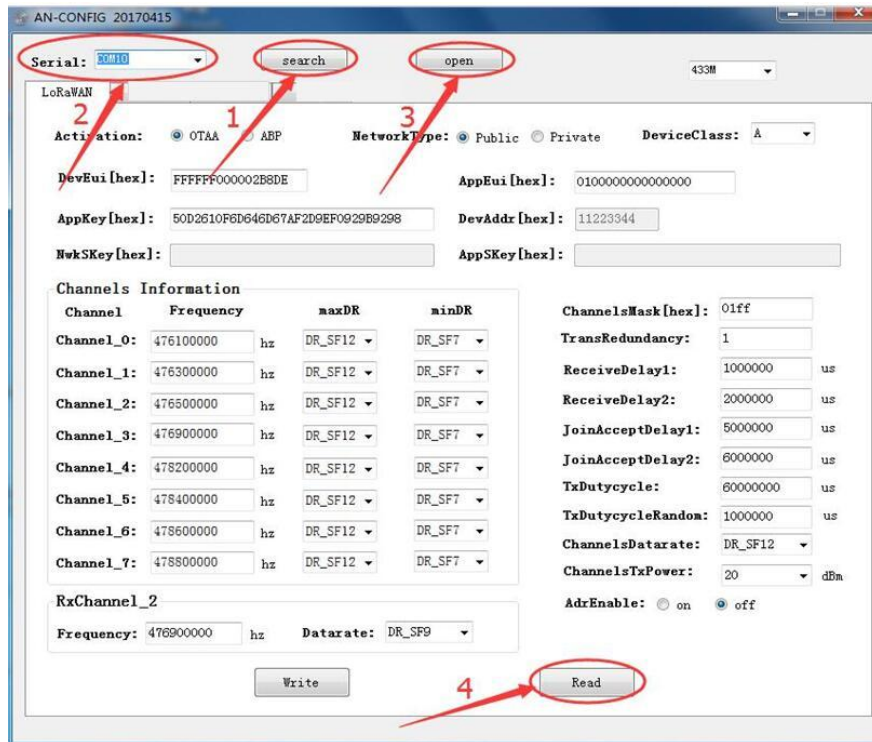 AN-CONFIG 20170415
Serial: COM10 search open 433M
LoRaWAN
2 1 3
Activation: OTAA ABP NetworkType: Public Private DeviceClass: A
DevEui[hex]: FFFFFF000002B8DE AppEui[hex]: 0100000000000000
AppKey[hex]: 50D2610F6D646D67AF2D9EF0929B9298 DevAddr[hex]: 11223344
NwkSKey[hex]: AppSKey[hex]:
Channels Information
Channel Frequency maxDR minDR ChannelsMask[hex]: 01ff
Channel_0: 476100000 hz DR_SF12 DR_SF7 TransRedundancy: 1
Channel_1: 476300000 hz DR_SF12 DR_SF7 ReceiveDelay1: 1000000 us
Channel_2: 476500000 hz DR_SF12 DR_SF7 ReceiveDelay2: 2000000 us
Channel_3: 476900000 hz DR_SF12 DR_SF7 JoinAcceptDelay1: 5000000 us
Channel_4: 478200000 hz DR_SF12 DR_SF7 JoinAcceptDelay2: 6000000 us
Channel_5: 478400000 hz DR_SF12 DR_SF7 TxDutycycle: 60000000 us
Channel_6: 478600000 hz DR_SF12 DR_SF7 TxDutycycleRandom: 1000000 us
Channel_7: 478800000 hz DR_SF12 DR_SF7 ChannelsDatarate: DR_SF12
ChannelsTxPower: 20 dBm
RxChannel_2 AdrEnable: on off
Frequency: 476900000 hz Datarate: DR_SF9
Write 4 Read